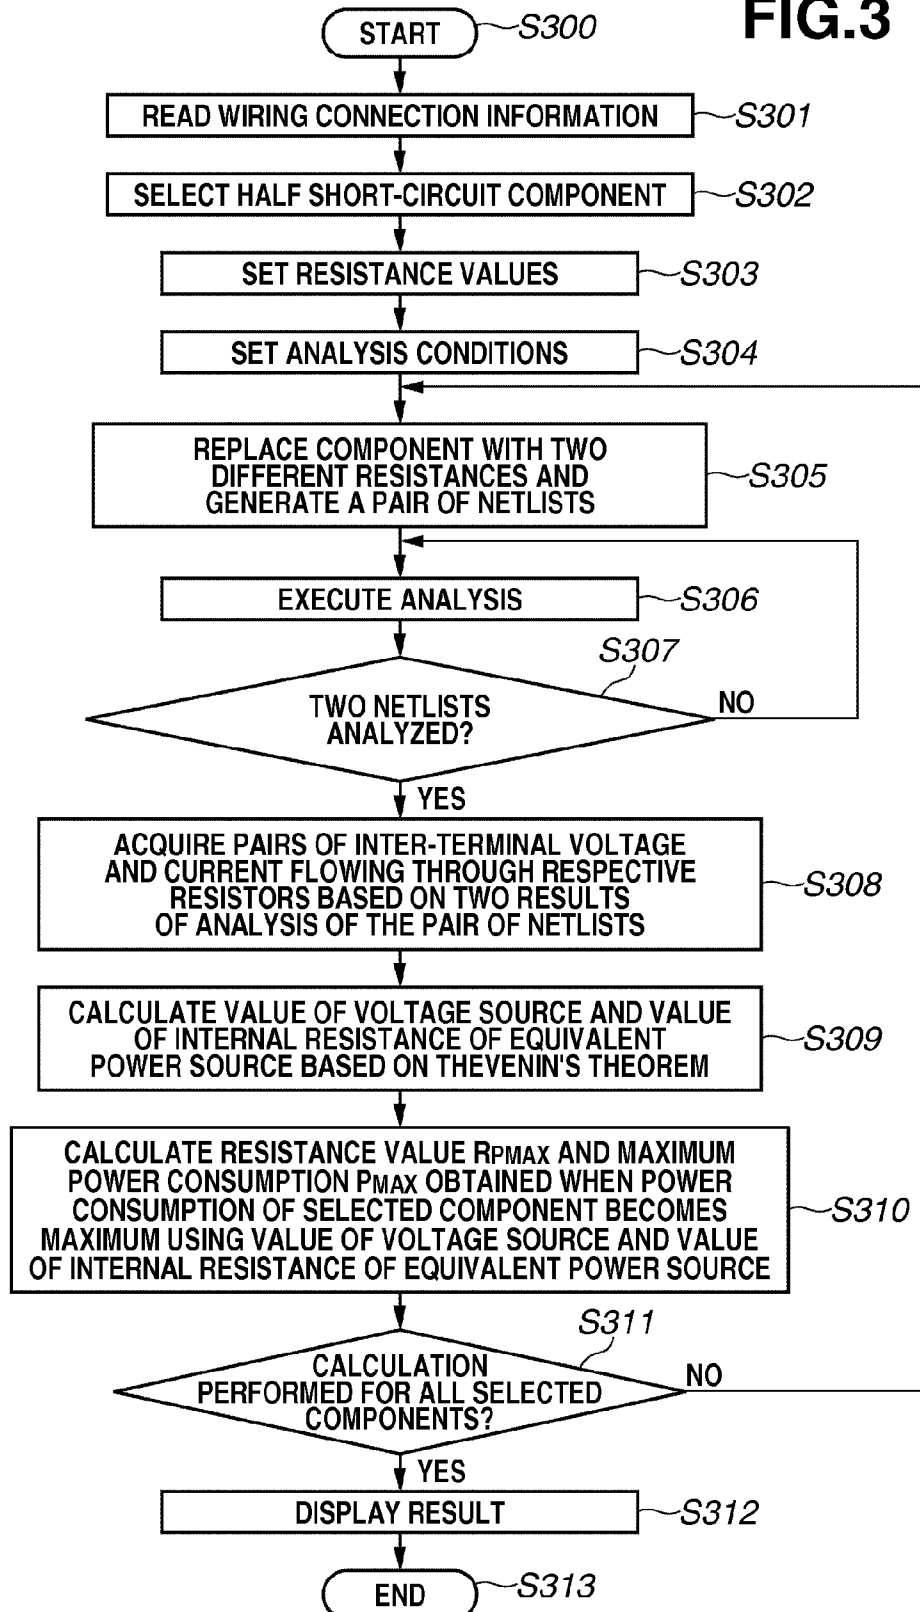 FIG.3
START
S300
READ WIRING CONNECTION INFORMATION
S301
SELECT HALF SHORT-CIRCUIT COMPONENT
S302
SET RESISTANCE VALUES
S303
SET ANALYSIS CONDITIONS
S304
REPLACE COMPONENT WITH TWO
DIFFERENT RESISTANCES AND
GENERATE A PAIR OF NETLISTS
S305
EXECUTE ANALYSIS
S306
S307
TWO NETLISTS
ANALYZED?
NO
YES
ACQUIRE PAIRS OF INTER-TERMINAL VOLTAGE
AND CURRENT FLOWING THROUGH RESPECTIVE
RESISTORS BASED ON TWO RESULTS
OF ANALYSIS OF THE PAIR OF NETLISTS
S308
CALCULATE VALUE OF VOLTAGE SOURCE AND VALUE
OF INTERNAL RESISTANCE OF EQUIVALENT
POWER SOURCE BASED ON THEVENIN'S THEOREM
S309
CALCULATE RESISTANCE VALUE RPMAX AND MAXIMUM
POWER CONSUMPTION PMAX OBTAINED WHEN POWER
CONSUMPTION OF SELECTED COMPONENT BECOMES
MAXIMUM USING VALUE OF VOLTAGE SOURCE AND VALUE
OF INTERNAL RESISTANCE OF EQUIVALENT POWER SOURCE
S310
S311
CALCULATION
PERFORMED FOR ALL SELECTED
COMPONENTS?
NO
YES
DISPLAY RESULT
S312
END
S313